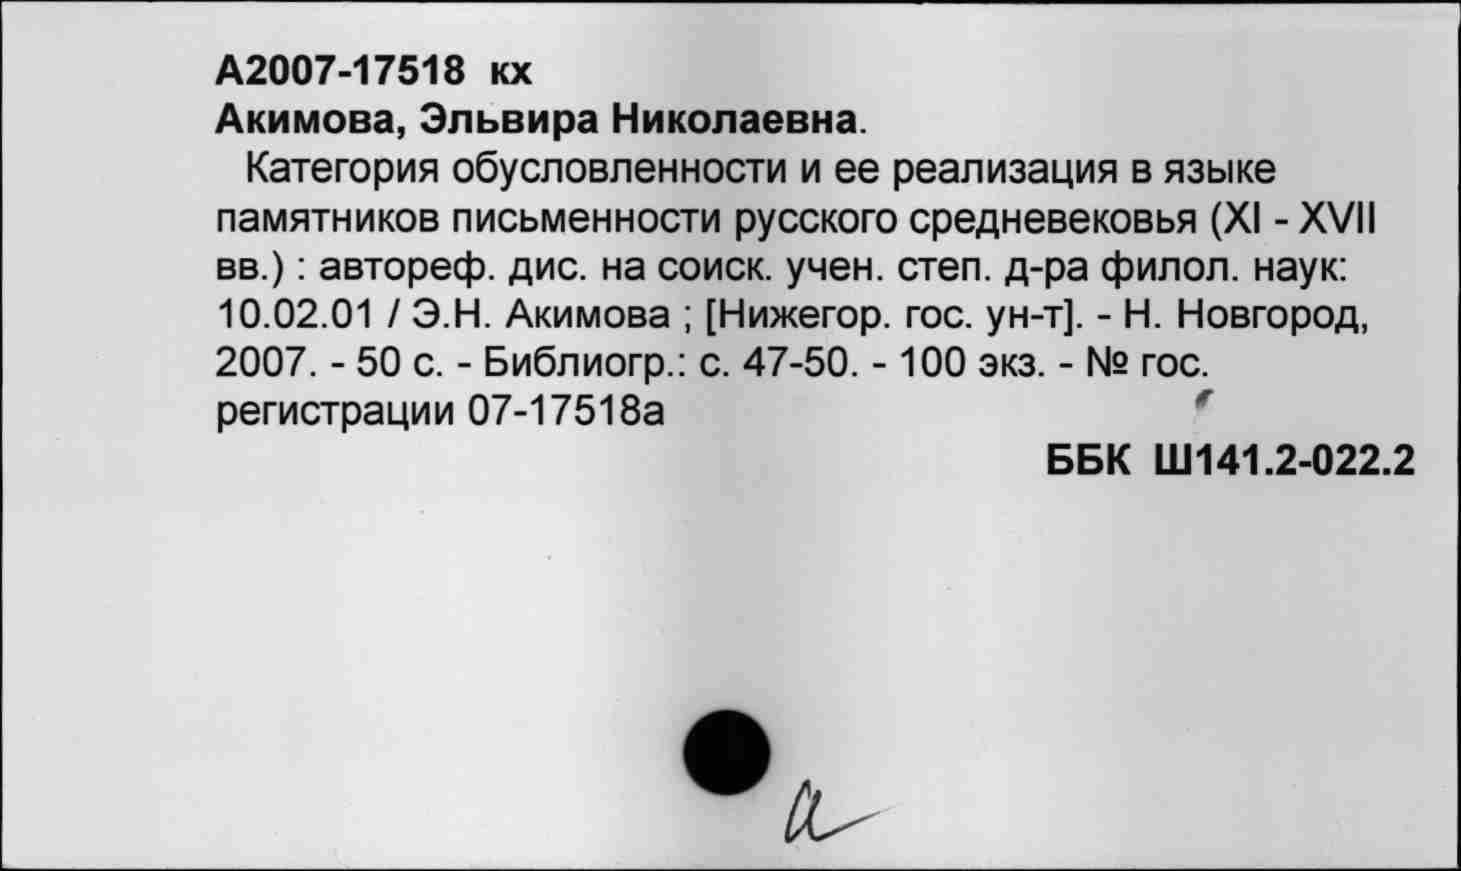 А2007-17518 кх
Акимова, Эльвира Николаевна.
Категория обусловленности и ее реализация в языке
памятников письменности русского средневековья (XI - XVII
вв.) : автореф. дис. на соиск. учен. степ. д-ра филол. наук:
10.02.01 / Э.Н. Акимова ; [Нижегор. гос. ун-т]. - Н. Новгород,
2007. - 50 с. - Библиогр.: с. 47-50. - 100 экз. - № гос.
регистрации 07-17518а
ББК Ш141.2-022.2
а